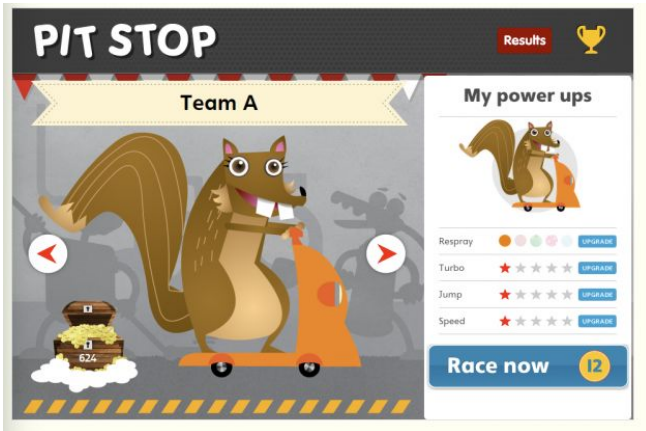 PIT STOP
Results
Team A
My power ups
Respray UPGRADE
Turbo UPGRADE
Jump UPGRADE
Speed UPGRADE
624
Race now 12